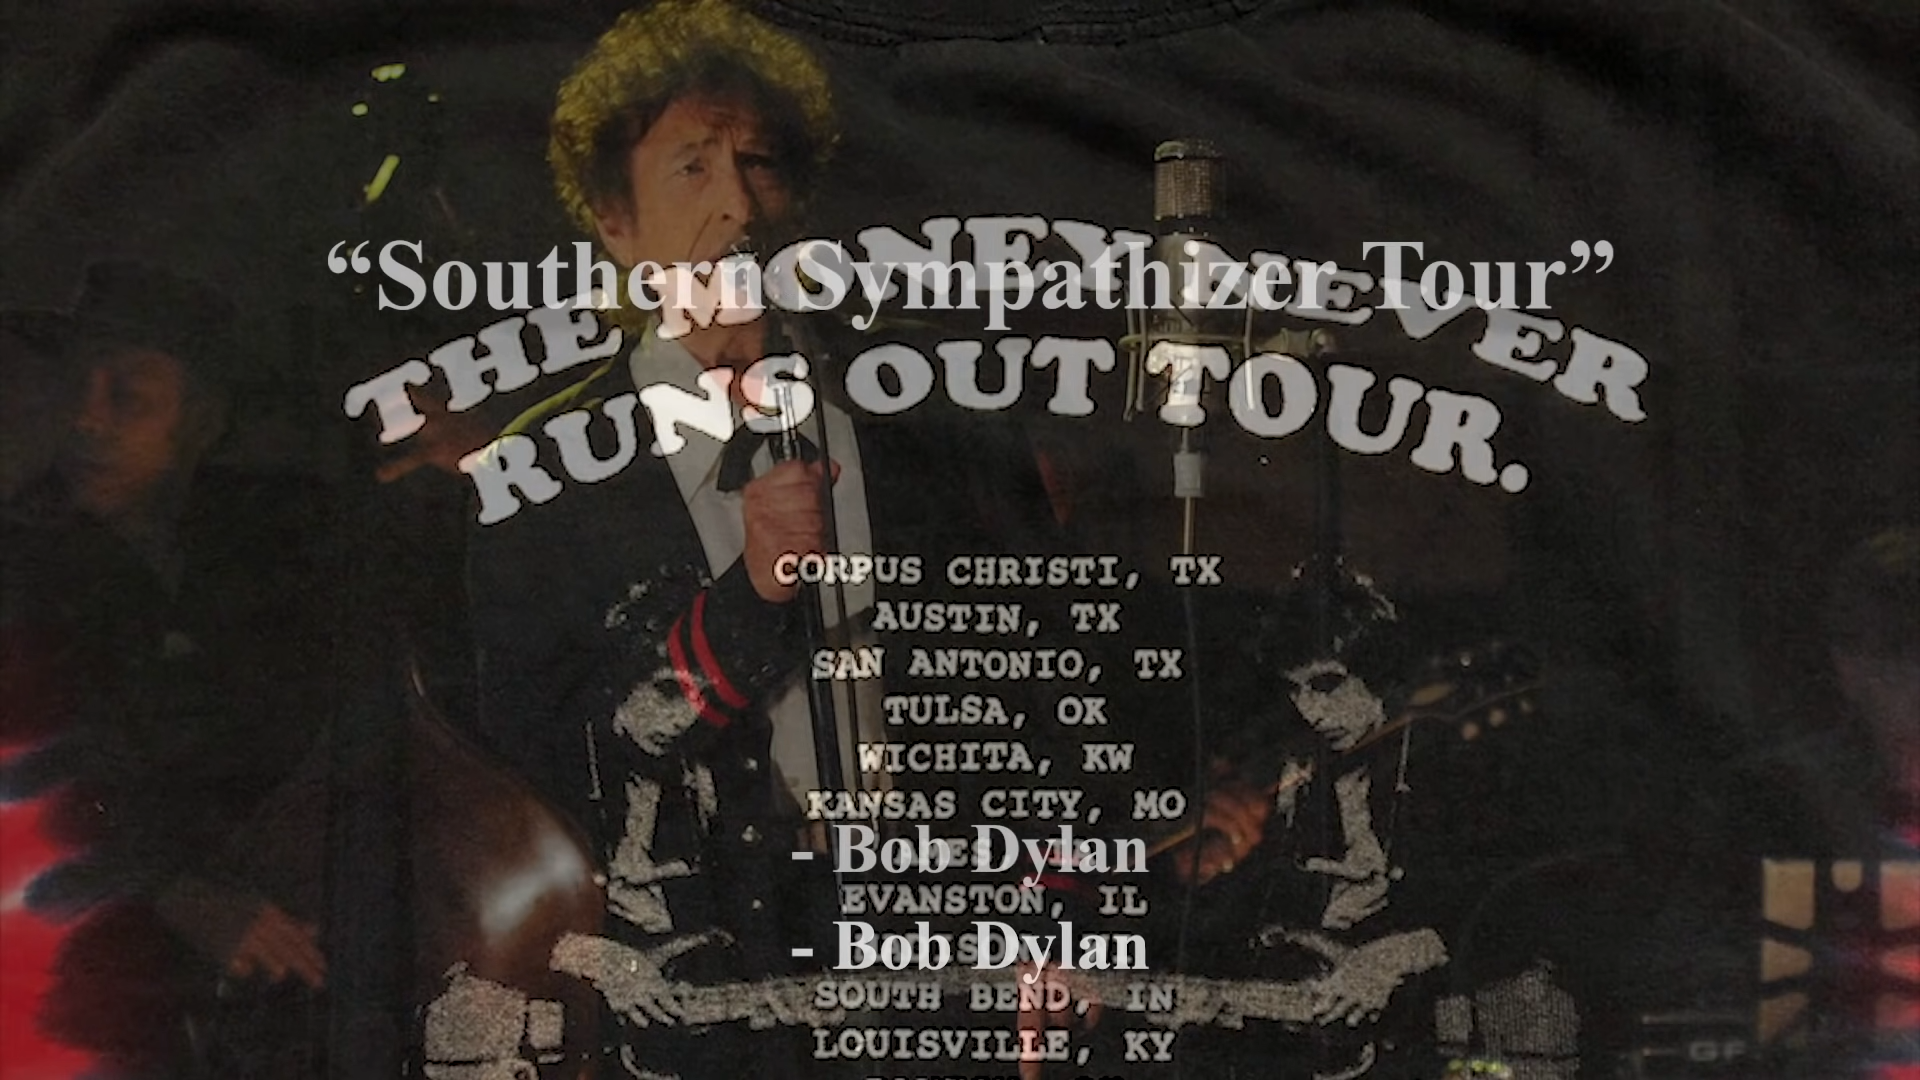 “Southern Sympathizer Tour”
THE MONEY NEVER
RUNS OUT TOUR.
CORPUS CHRISTI, TX
AUSTIN, TX
SAN ANTONIO, TX
TULSA, OK
WICHITA, KW
KANSAS CITY, MO
- Bob Dylan
EVANSTON, IL
- Bob Dylan
SOUTH BEND, IN
LOUISVILLE, KY